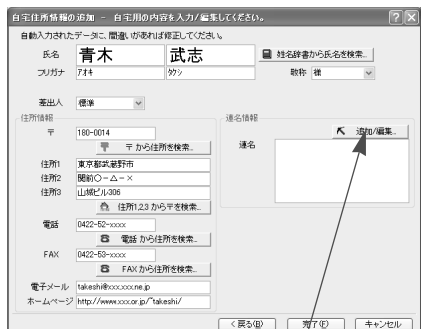 自宅住所情報の追加 - 自宅用の内容を入力/編集してください。
自動入力されたデータに、間違いがあれば修正してください。
氏名 青木 武志 姓名辞書から氏名を検索...
フリガナ アオキ タケシ 敬称 様
差出人 標準
住所情報 連名情報
〒 180-0014 追加/編集...
〒から住所を検索... 連名
住所1 東京都武蔵野市
住所2 関前○-△-×
住所3 山城ビル306
住所1,2,3 から〒を検索...
電話 0422-52-xxxx
電話 から住所を検索...
FAX 0422-53-xxxx
FAX から住所を検索...
電子メール takeshi@xxx.xxx.ne.jp
ホームページ http://www.xxx.or.jp/~takeshi/
< 戻る(B) 完了(F) キャンセル